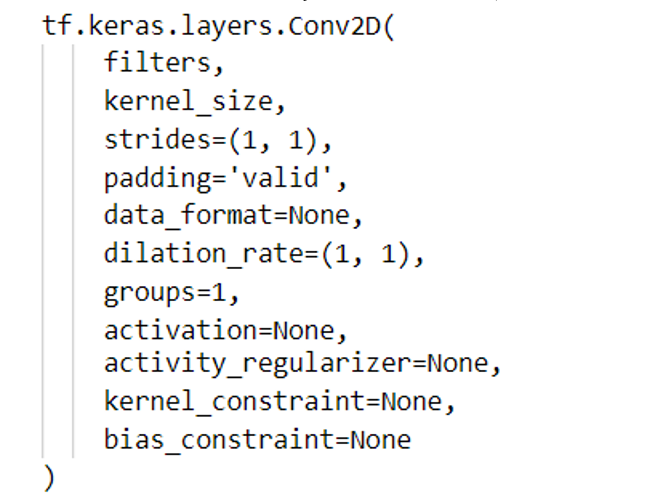 tf.keras.layers.Conv2D(
filters,
kernel_size,
strides=(1, 1),
padding='valid',
data_format=None,
dilation_rate=(1, 1),
groups=1,
activation=None,
activity_regularizer=None,
kernel_constraint=None,
bias_constraint=None
)